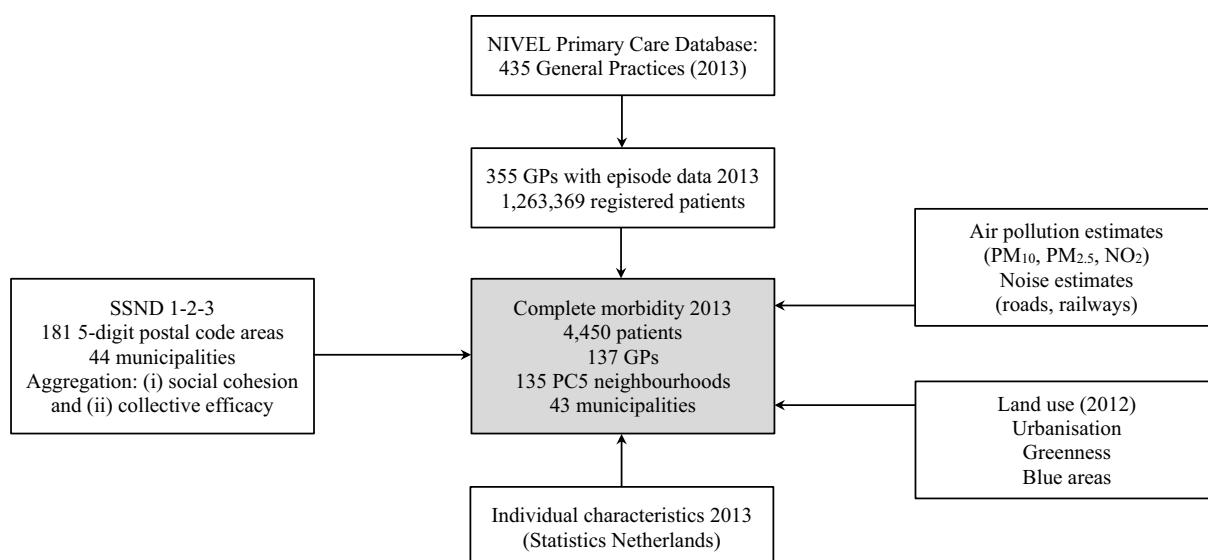 NIVEL Primary Care Database:
435 General Practices (2013)
355 GPs with episode data 2013
1,263,369 registered patients
Air pollution estimates
(PM₁₀, PM₂.₅, NO₂)
Noise estimates
(roads, railways)
SSND 1-2-3
181 5-digit postal code areas
44 municipalities
Aggregation: (i) social cohesion
and (ii) collective efficacy
Complete morbidity 2013
4,450 patients
137 GPs
135 PC5 neighbourhoods
43 municipalities
Land use (2012)
Urbanisation
Greenness
Blue areas
Individual characteristics 2013
(Statistics Netherlands)